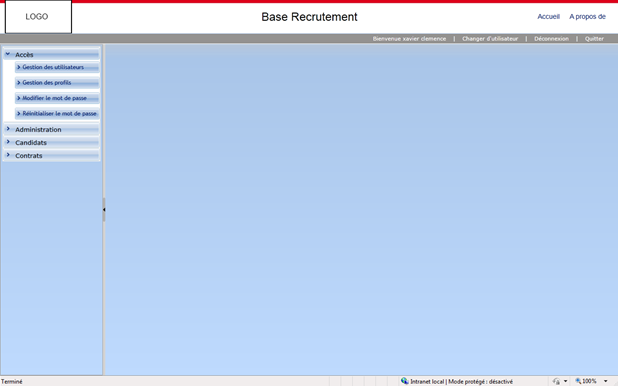 LOGO
Base Recrutement
Accueil A propos de
Bienvenue xavier clemence | Changer d'utilisateur | Déconnexion | Quitter
Accès
Gestion des utilisateurs
Gestion des profils
Modifier le mot de passe
Réinitialiser le mot de passe
Administration
Candidats
Contrats
Terminé
Intranet local | Mode protégé : désactivé
100%